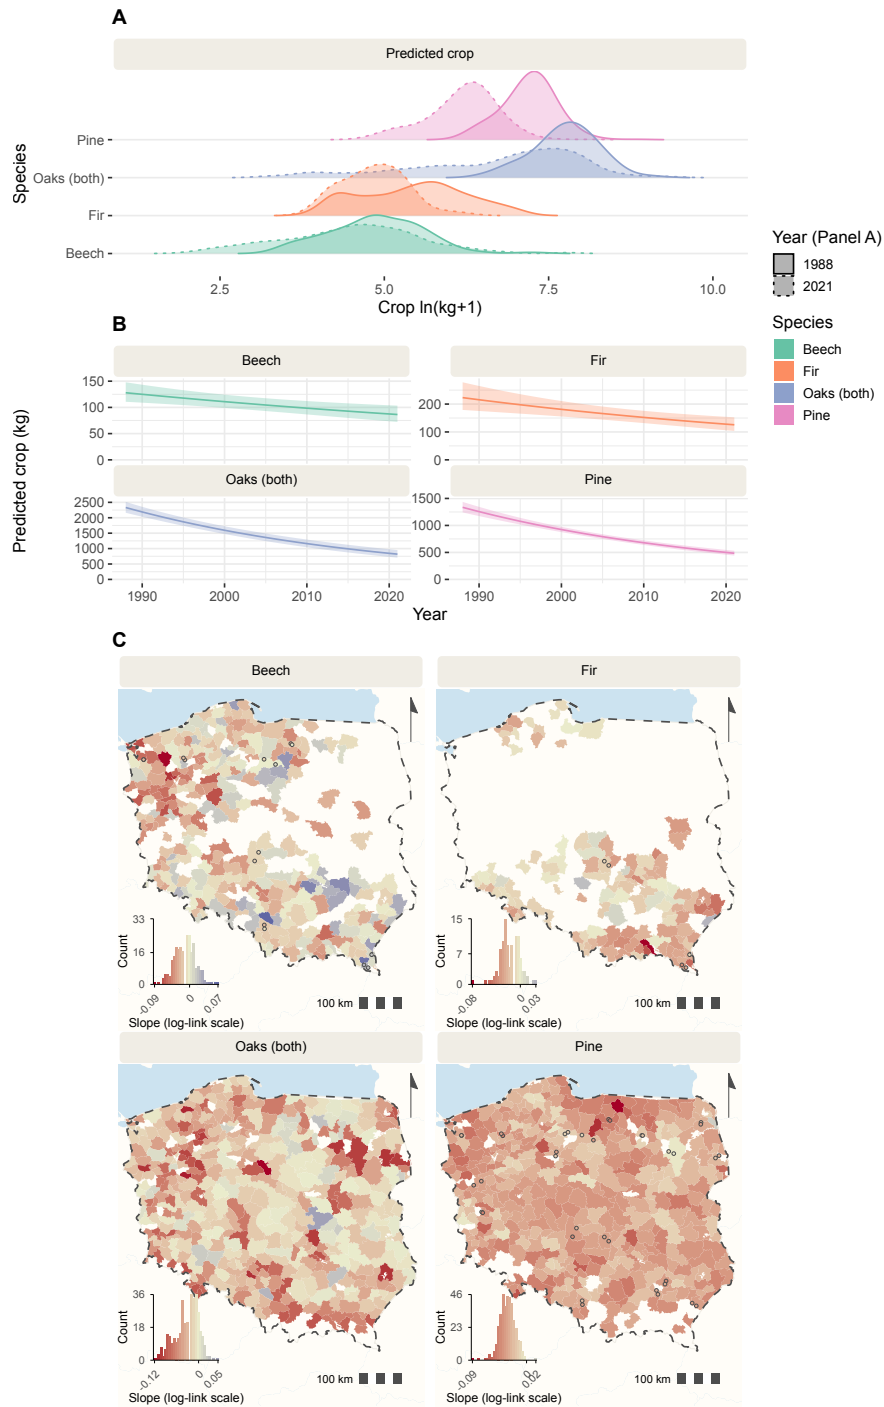 A
Predicted crop
Species
Pine
Oaks (both)
Fir
Beech
2.5 5.0 7.5 10.0
Crop ln(kg+1)
Year (Panel A)
1988
2021
Species
Beech
Fir
Oaks (both)
Pine
B
Predicted crop (kg)
Beech
150
100
50
0
Fir
200
100
0
Oaks (both)
2500
2000
1500
1000
500
0
1990 2000 2010 2020
Pine
1500
1000
500
0
1990 2000 2010 2020
Year
C
Beech
Count
33
16
0
-0.09 0 0.07
Slope (log-link scale)
100 km
Fir
Count
15
7
0
-0.08 0 0.03
Slope (log-link scale)
100 km
Oaks (both)
Count
36
18
0
-0.12 0 0.05
Slope (log-link scale)
100 km
Pine
Count
46
23
0
-0.09 0 0.02
Slope (log-link scale)
100 km